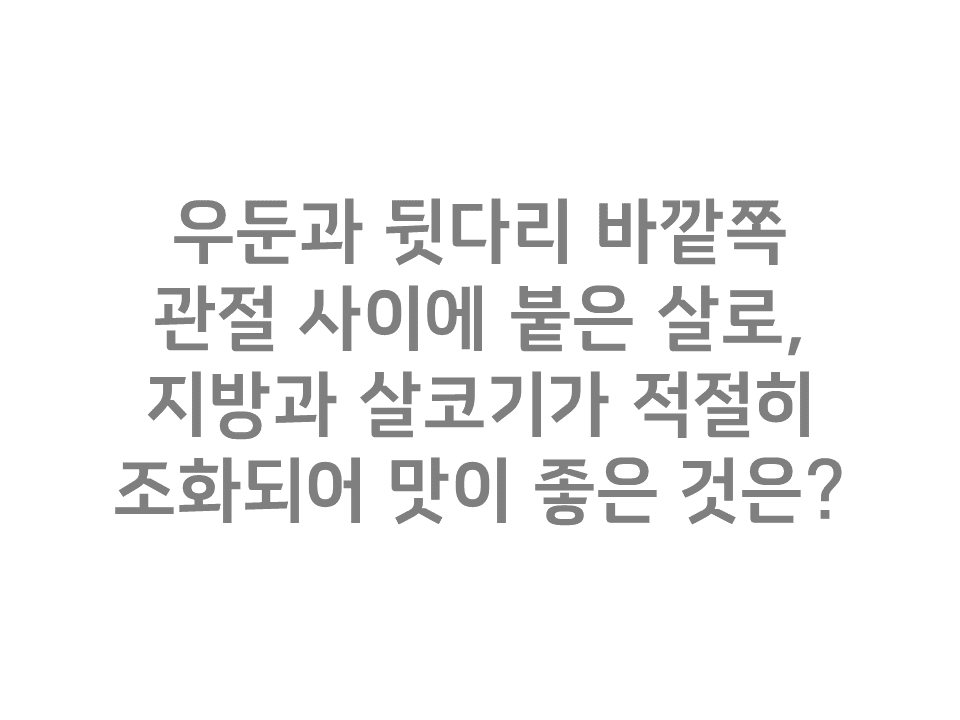 우둔과 뒷다리 바깥쪽
관절 사이에 붙은 살로,
지방과 살코기가 적절히
조화되어 맛이 좋은 것은?